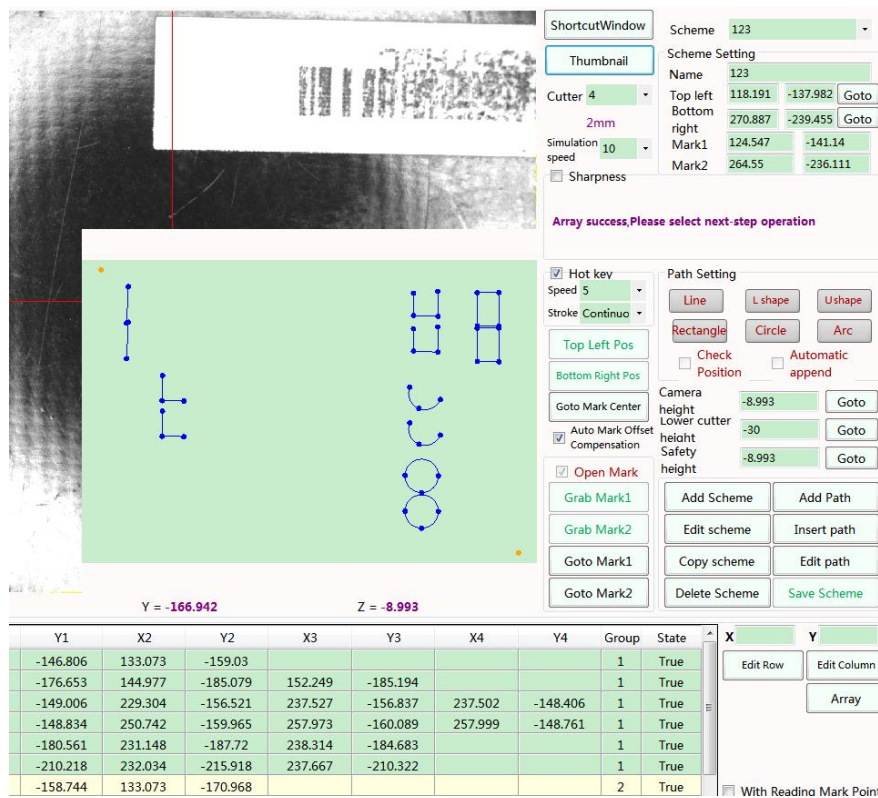 ShortcutWindow
Scheme 123
Thumbnail
Scheme Setting
Name 123
Cutter 4
Top left 118.191 -137.982 Goto
2mm
Bottom right 270.887 -239.455 Goto
Simulation speed 10
Mark1 124.547 -141.14
Mark2 264.55 -236.111
Sharpness
Array success,Please select next-step operation
Hot key
Speed 5
Stroke Continuo
Path Setting
Line L shape Ushape
Rectangle Circle Arc
Check Position
Automatic append
Top Left Pos
Bottom Right Pos
Goto Mark Center
Auto Mark Offset Compensation
Camera height -8.993 Goto
Lower cutter height -30 Goto
Safety height -8.993 Goto
Open Mark
Grab Mark1
Grab Mark2
Goto Mark1
Goto Mark2
Add Scheme Add Path
Edit scheme Insert path
Copy scheme Edit path
Delete Scheme Save Scheme
Y = -166.942 Z = -8.993
Y1 X2 Y2 X3 Y3 X4 Y4 Group State
-146.806 133.073 -159.03 1 True
-176.653 144.977 -185.079 152.249 -185.194 1 True
-149.006 229.304 -156.521 237.527 -156.837 237.502 -148.406 1 True
-148.834 250.742 -159.965 257.973 -160.089 257.999 -148.761 1 True
-180.561 231.148 -187.72 238.314 -184.683 1 True
-210.218 232.034 -215.918 237.667 -210.322 1 True
-158.744 133.073 -170.968 2 True
X Y
Edit Row Edit Column
Array
With Reading Mark Point